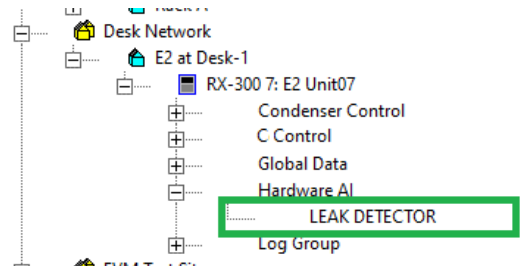 Rack A
Desk Network
E2 at Desk-1
RX-300 7: E2 Unit07
Condenser Control
C Control
Global Data
Hardware AI
LEAK DETECTOR
Log Group